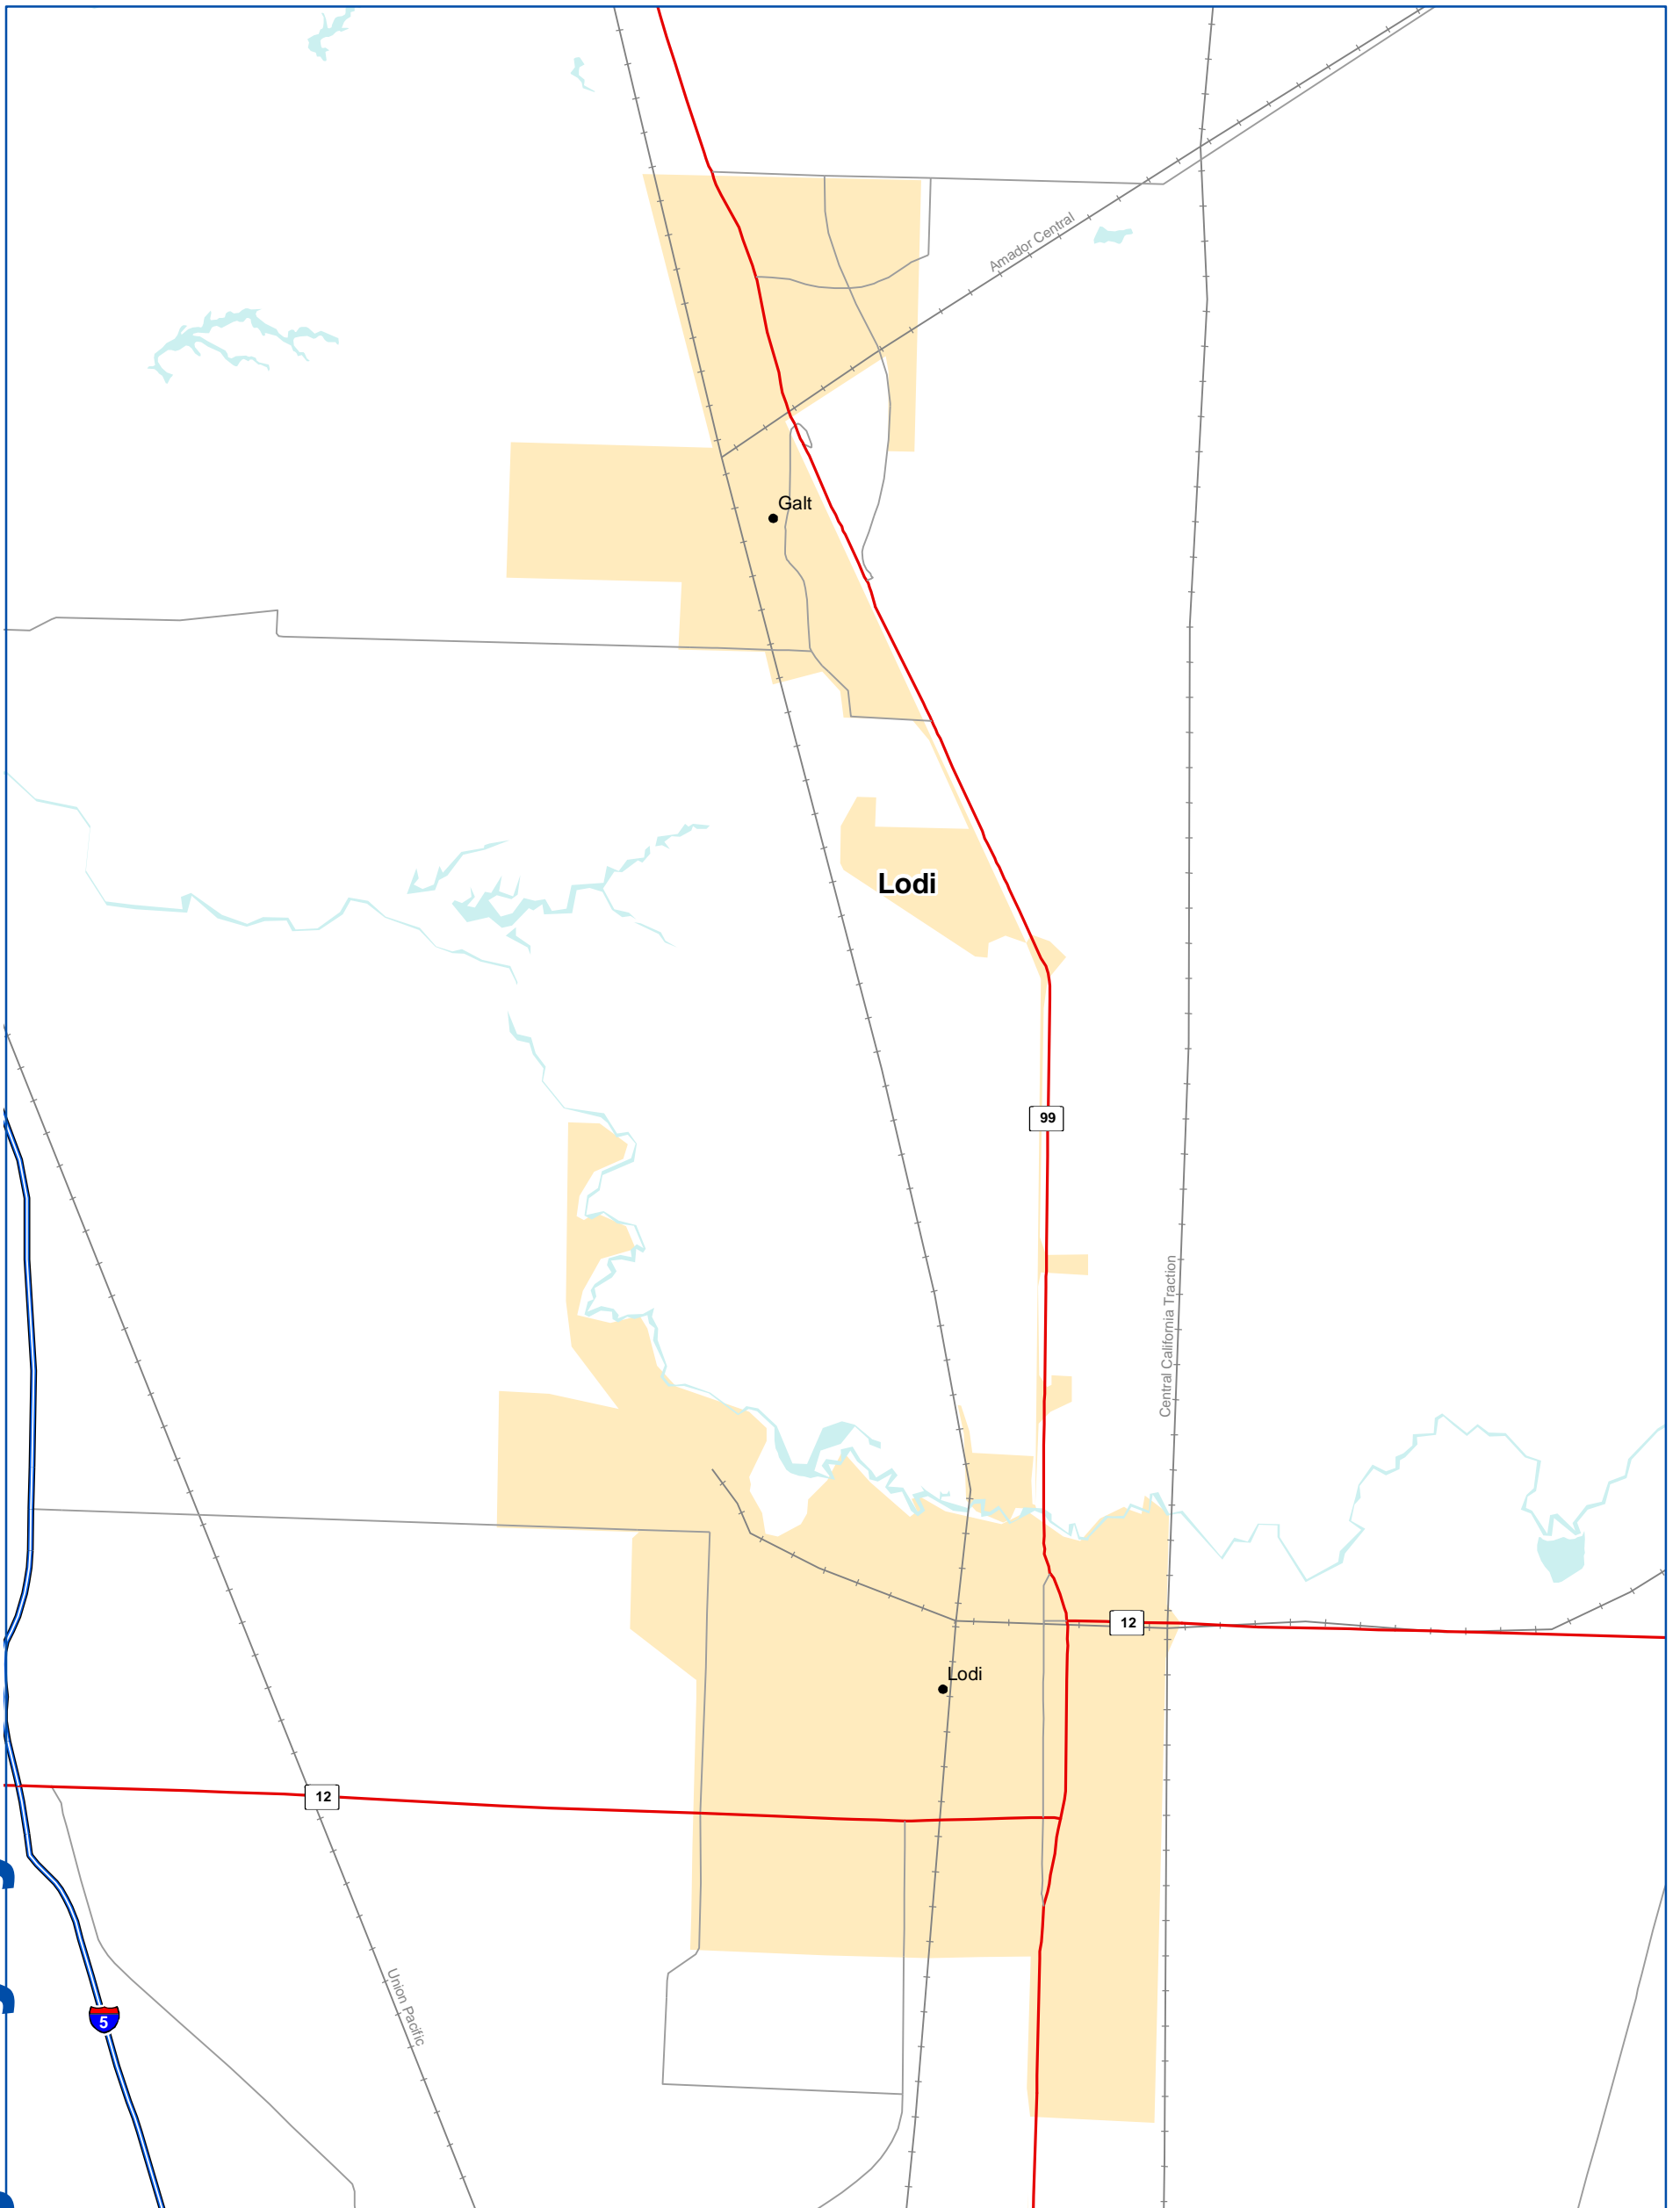 Amador Central
Galt
Lodi
99
Central California Traction
12
Lodi
12
Union Pacific
5